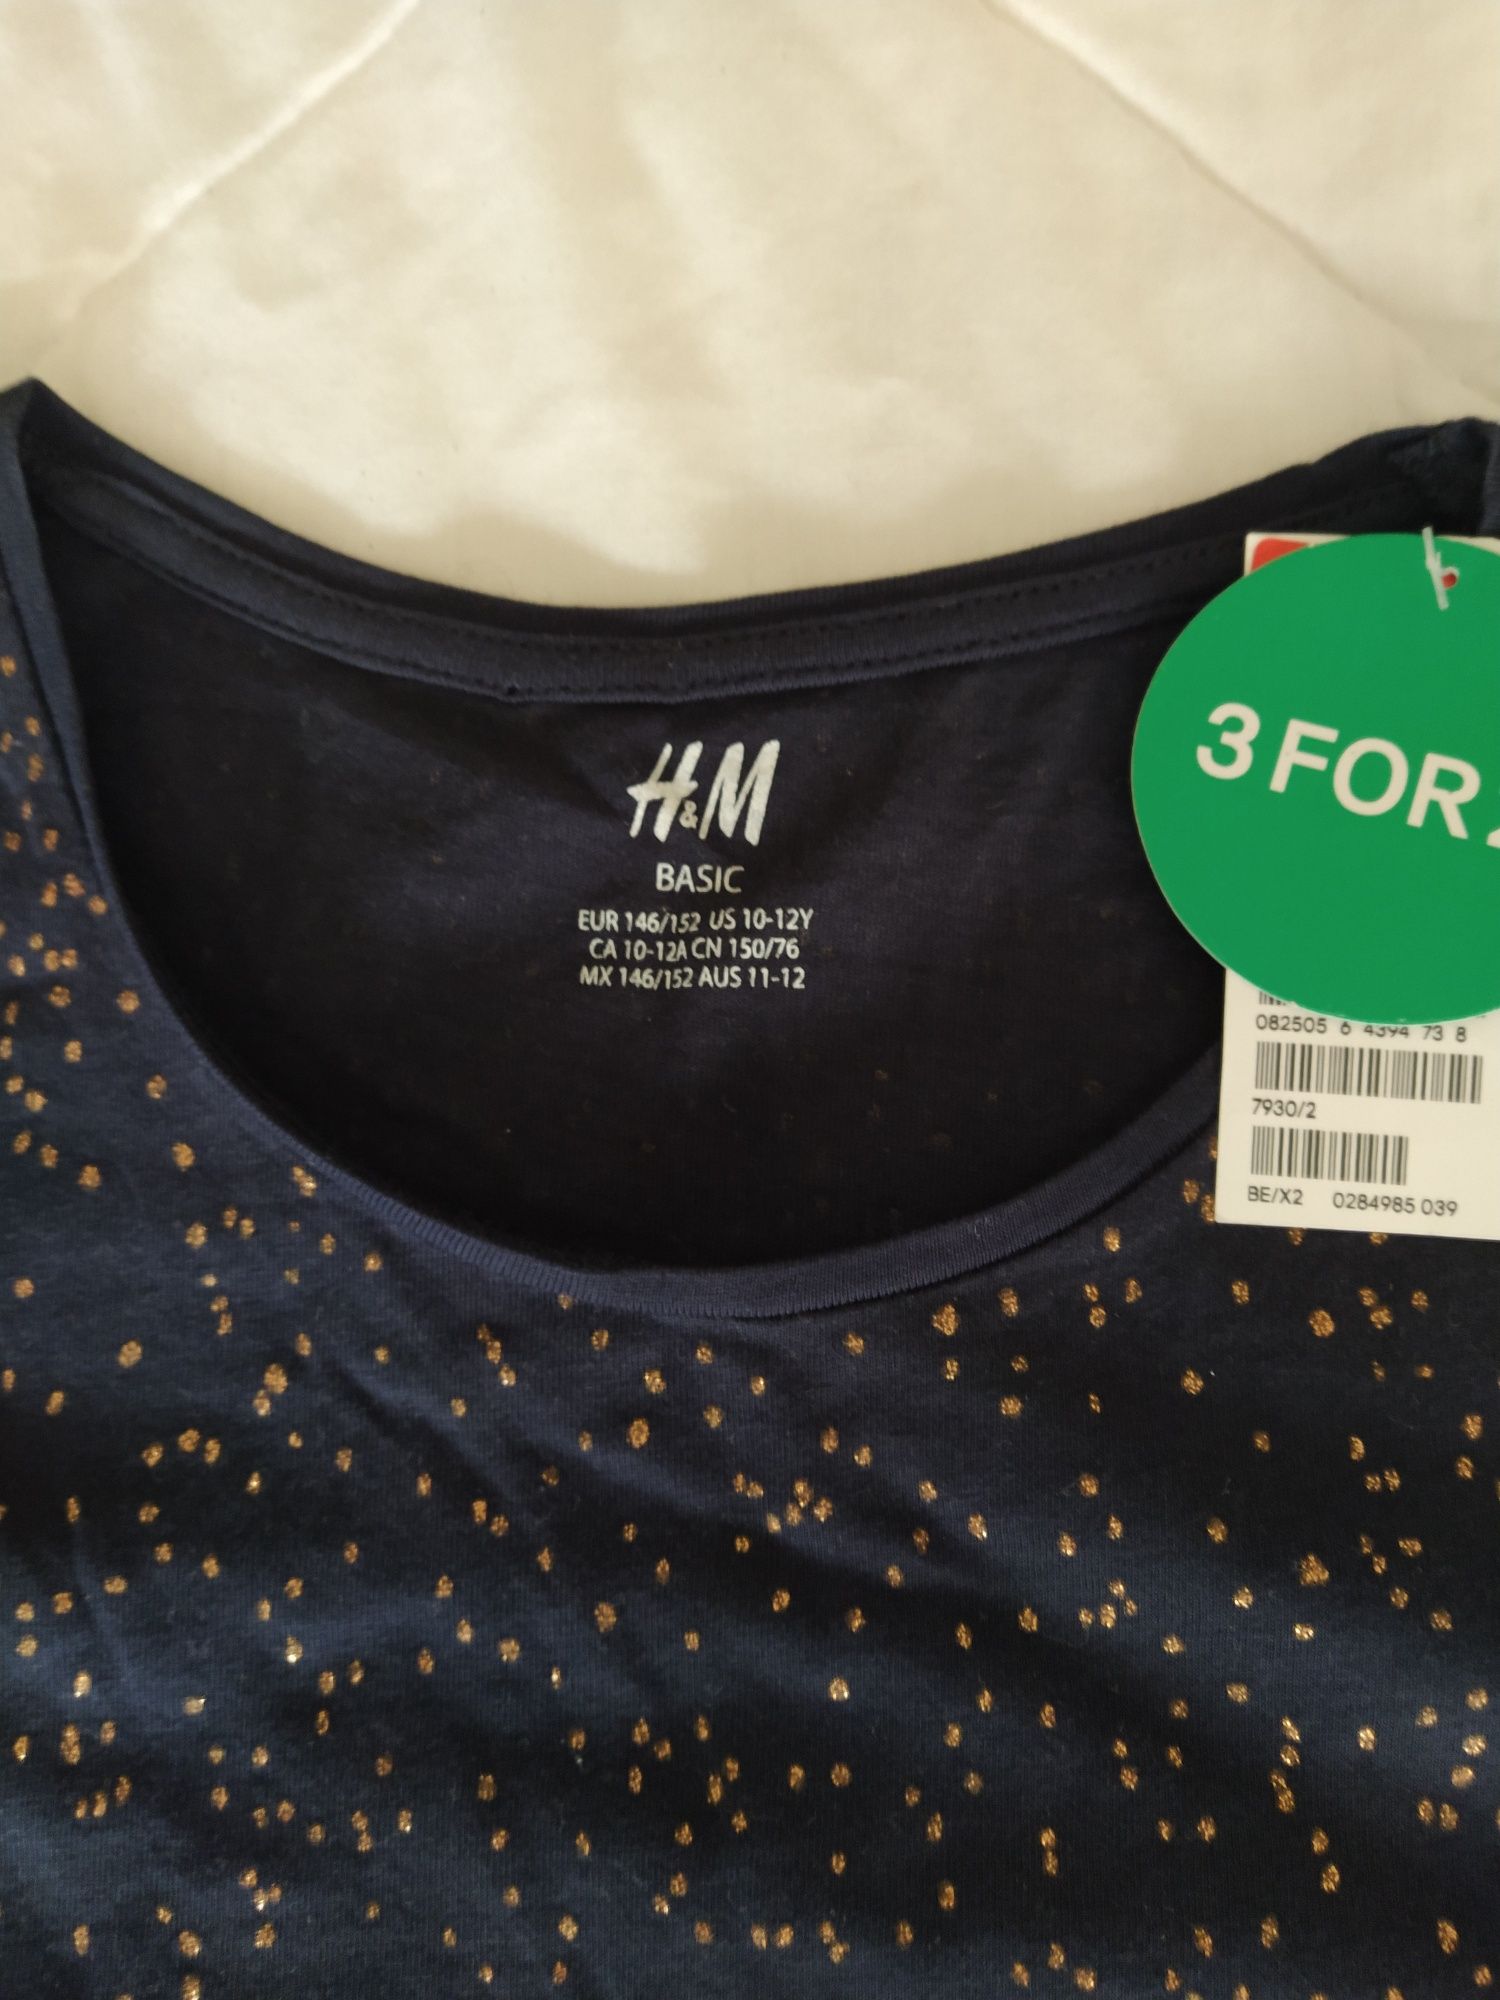 H&M
BASIC
EUR 146/152 US 10-12Y
CA 10-12A CN 150/76
MX 146/152 AUS 11-12
3 FOR
082505 6 4394 73 8
7930/2
BE/X2 0284985 039